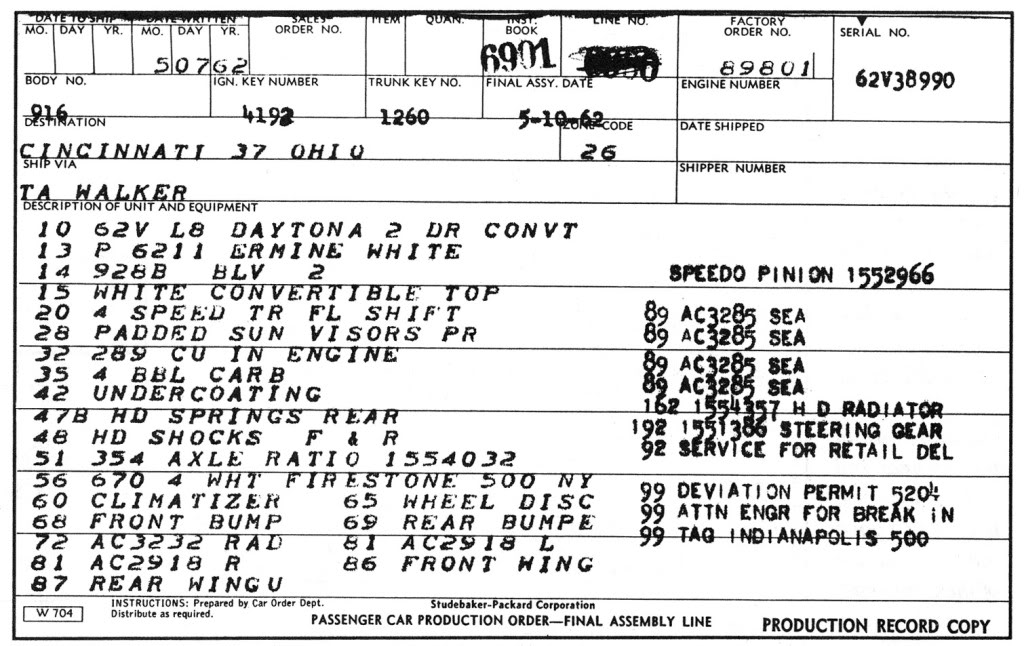 DATE TO SHIP DATE WRITTEN SALES ITEM QUAN. INST. LINE NO. FACTORY SERIAL NO.
MO. DAY YR. MO. DAY YR. ORDER NO. BOOK ORDER NO.
50762 6901 89801 62V38990
BODY NO. IGN. KEY NUMBER TRUNK KEY NO. FINAL ASSY. DATE ENGINE NUMBER
916 4192 1260 5-10-62
DESTINATION ZONE CODE DATE SHIPPED
CINCINNATI 37 OHIO 26
SHIP VIA SHIPPER NUMBER
TA WALKER
DESCRIPTION OF UNIT AND EQUIPMENT
10 62V L8 DAYTONA 2 DR CONVT
13 P 6211 ERMINE WHITE
14 928B BLV 2 SPEEDO PINION 1552966
15 WHITE CONVERTIBLE TOP
20 4 SPEED TR FL SHIFT 89 AC3285 SEA
28 PADDED SUN VISORS PR 89 AC3285 SEA
32 289 CU IN ENGINE 89 AC3285 SEA
35 4 BBL CARB 89 AC3285 SEA
42 UNDERCOATING 162 1554357 H D RADIATOR
47B HD SPRINGS REAR 192 1551386 STEERING GEAR
48 HD SHOCKS F & R 92 SERVICE FOR RETAIL DEL
51 354 AXLE RATIO 1554032
56 670 4 WHT FIRESTONE 500 NY 99 DEVIATION PERMIT 5204
60 CLIMATIZER 65 WHEEL DISC 99 ATTN ENGR FOR BREAK IN
68 FRONT BUMP 69 REAR BUMPE 99 TAG INDIANAPOLIS 500
72 AC3232 RAD 81 AC2918 L
81 AC2918 R 86 FRONT WING
87 REAR WINGU
W 704 INSTRUCTIONS: Prepared by Car Order Dept. Studebaker-Packard Corporation
Distribute as required. PASSENGER CAR PRODUCTION ORDER—FINAL ASSEMBLY LINE PRODUCTION RECORD COPY